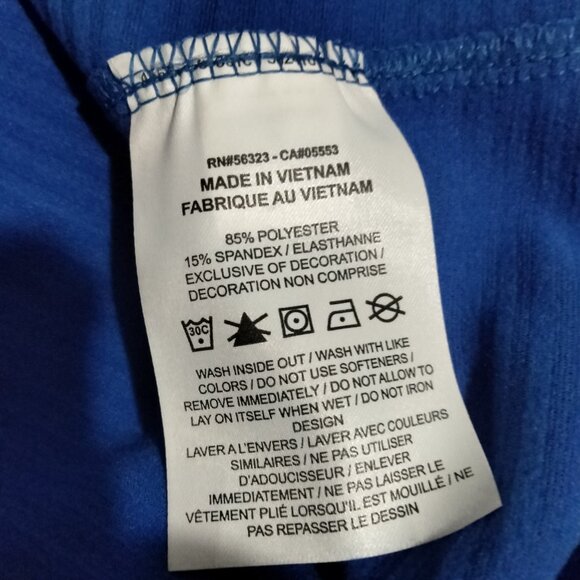 RN#56323 - CA#05553
MADE IN VIETNAM
FABRIQUE AU VIETNAM
85% POLYESTER
15% SPANDEX / ELASTHANNE
EXCLUSIVE OF DECORATION /
DECORATION NON COMPRISE
30C
WASH INSIDE OUT / WASH WITH LIKE
COLORS / DO NOT USE SOFTENERS /
REMOVE IMMEDIATELY / DO NOT ALLOW TO
LAY ON ITSELF WHEN WET / DO NOT IRON
DESIGN
LAVER A L'ENVERS / LAVER AVEC COULEURS
SIMILAIRES / NE PAS UTILISER
D'ADOUCISSEUR / ENLEVER
IMMEDIATEMENT / NE PAS LAISSER LE
VÊTEMENT PLIÉ LORSQU'IL EST MOUILLÉ / NE
PAS REPASSER LE DESSIN